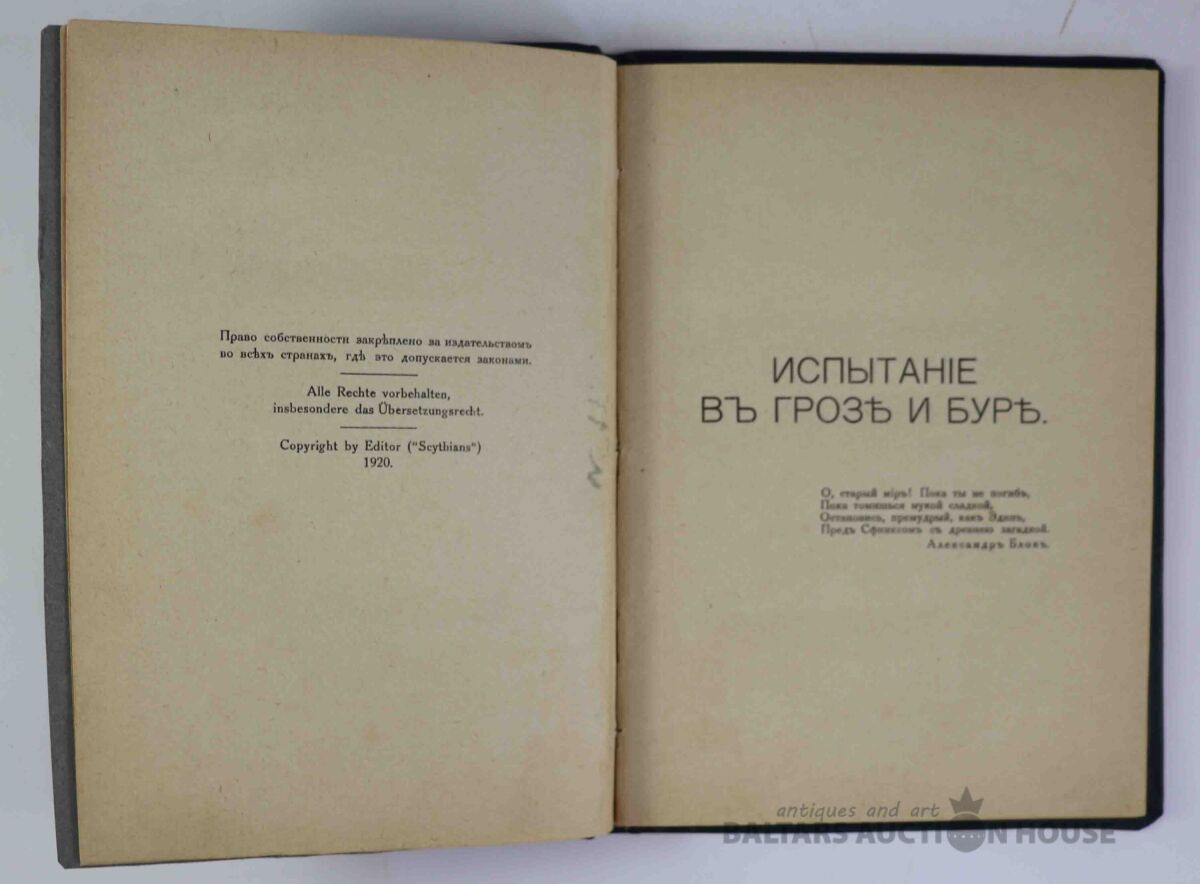 Право собственности закрѣплено за издательствомъ
во всѣхъ странахъ, гдѣ это допускается законами.
Alle Rechte vorbehalten,
insbesondere das Übersetzungsrecht.
Copyright by Editor ("Scythians")
1920.
ИСПЫТАНІЕ
ВЪ ГРОЗѢ И БУРѢ.
О, старый міръ! Пока ты не погибъ,
Пока томишься мукой сладкой,
Остановись, премудрый, какъ Эдипъ,
Предъ Сфинксомъ съ древнею загадкой.
Александръ Блокъ.
antiques and art
BALTARS AUCTION HOUSE